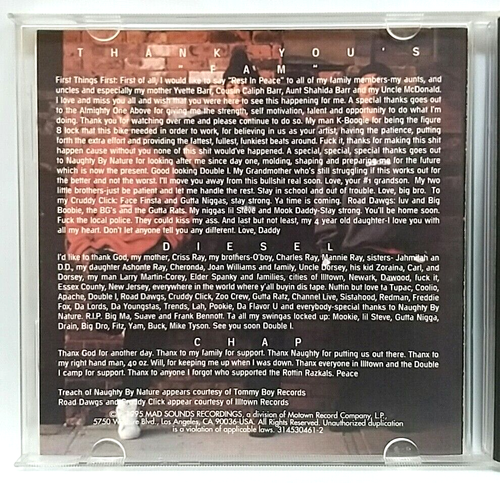 THANK YOU'S
"FAM"
First Things First: First of all, I would like to say "Rest In Peace" to all of my family members-my aunts, and
uncles and especially my mother Yvette Barr, Cousin Caliph Barr, Aunt Shahida Barr and my Uncle McDonald.
I love and miss you all and wish that you were here to see this happening for me. A special thanks goes out
to the Almighty One Above for giving me the strength, self motivation, talent and opportunity to do what I'm
doing. Thank you for watching over me and please continue to do so. My man K-Boogie for being the figure
8 lock that this bike needed in order to work, for believing in us as your artist, having the patience, putting
forth the extra effort and providing the fattest, fullest, funkiest beats around. Fuck it, thanks for making this shit
happen cause without you none of this shit would've happened. A special, special, special thanks goes out
to Naughty By Nature for looking after me since day one, molding, shaping and preparing me for the future
which is now the present. Good looking Double I. My Grandmother who's still struggling if this works out for
the better and not the worst. I'll move you away from this bullshit real soon. Love, your #1 grandson. My two
little brothers-just be patient and let me handle the rest. Stay in school and out of trouble. Love, big bro. To
my Cruddy Click: Face Finsta and Gutta Niggas, stay strong. Ya time is coming. Road Dawgs: luv and Big
Boobie, the BG's and the Gutta Rats. My niggas lil Steve and Mook Daddy-Stay strong. You'll be home soon.
Fuck the local police. They could kiss my ass. And last but not least, my 4 year old daughter-I love you with
all my heart. Don't let anyone tell you any different. Love, Daddy
DIESEL
I'd like to thank God, my mother, Criss Ray, my brothers-O'boy, Charles Ray, Mannie Ray, sisters- Jahmelah an
D.D., my daughter Ashonte Ray, Cheronda, Joan Williams and family, Uncle Dorsey, his kid Zoraina, Carl, and
Dorsey, my man Larry Martin-Corey, Elder Spanky and families, cities of Illtown, Newark, Dawood, fuck it,
Essex County, New Jersey, everywhere in the world where y'all buyin dis tape. Nuttin but love ta Tupac, Coolio,
Apache, Double I, Road Dawgs, Cruddy Click, Zoo Crew, Gutta Ratz, Channel Live, Sistahood, Redman, Freddie
Fox, Da Lords, Da Youngstas, Trends, Lah, Pookie, Da Flavor U and everybody-special thanks to Naughty By
Nature. R.I.P. Big Ma, Suave and Frank Bennott. Ta all my swingas locked up: Mookie, lil Steve, Gutta Nigga,
Drain, Big Dro, Fitz, Yam, Buck, Mike Tyson. See you soon Double I.
CHAP
Thanx God for another day. Thanx to my family for support. Thanx Naughty for putting us out there. Thanx to
my right hand man, 40 oz. Will, for keeping me up when I was down. Thanx everyone in Illtown and the Double
I camp for support. Thanx to anyone I forgot who supported the Rottin Razkals. Peace
Treach of Naughty By Nature appears courtesy of Tommy Boy Records
Road Dawgs and Cruddy Click appear courtesy of Illtown Records
1995 MAD SOUNDS RECORDINGS, a division of Motown Record Company, L.P.
5750 Wilshire Blvd., Los Angeles, CA 90036-USA. Unauthorized duplication
is a violation of applicable laws. 314530461-2